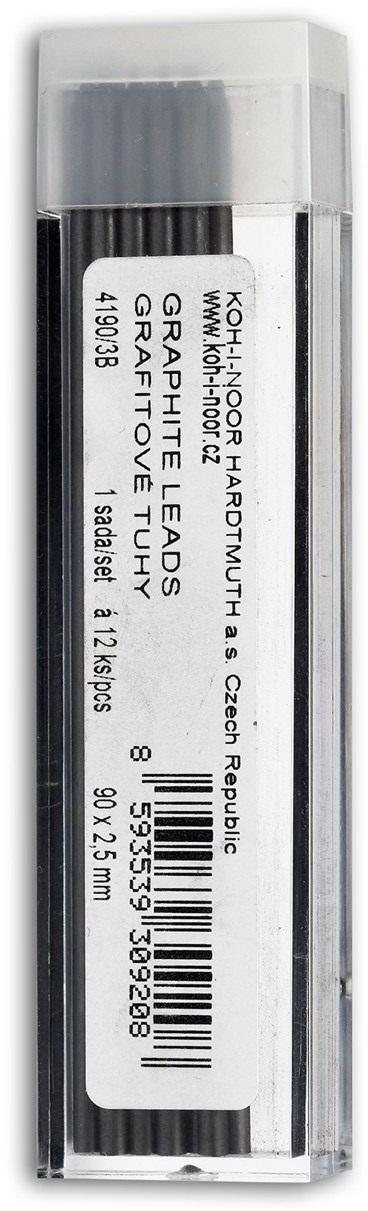 KOH-I-NOOR HARDTMUTH a.s. Czech Republic
www.koh-i-noor.cz
GRAPHITE LEADS
GRAFITOVÉ TUHY
4190/3B 1 sada/set á 12 ks/pcs 90 x 2,5 mm
8 593539 309208